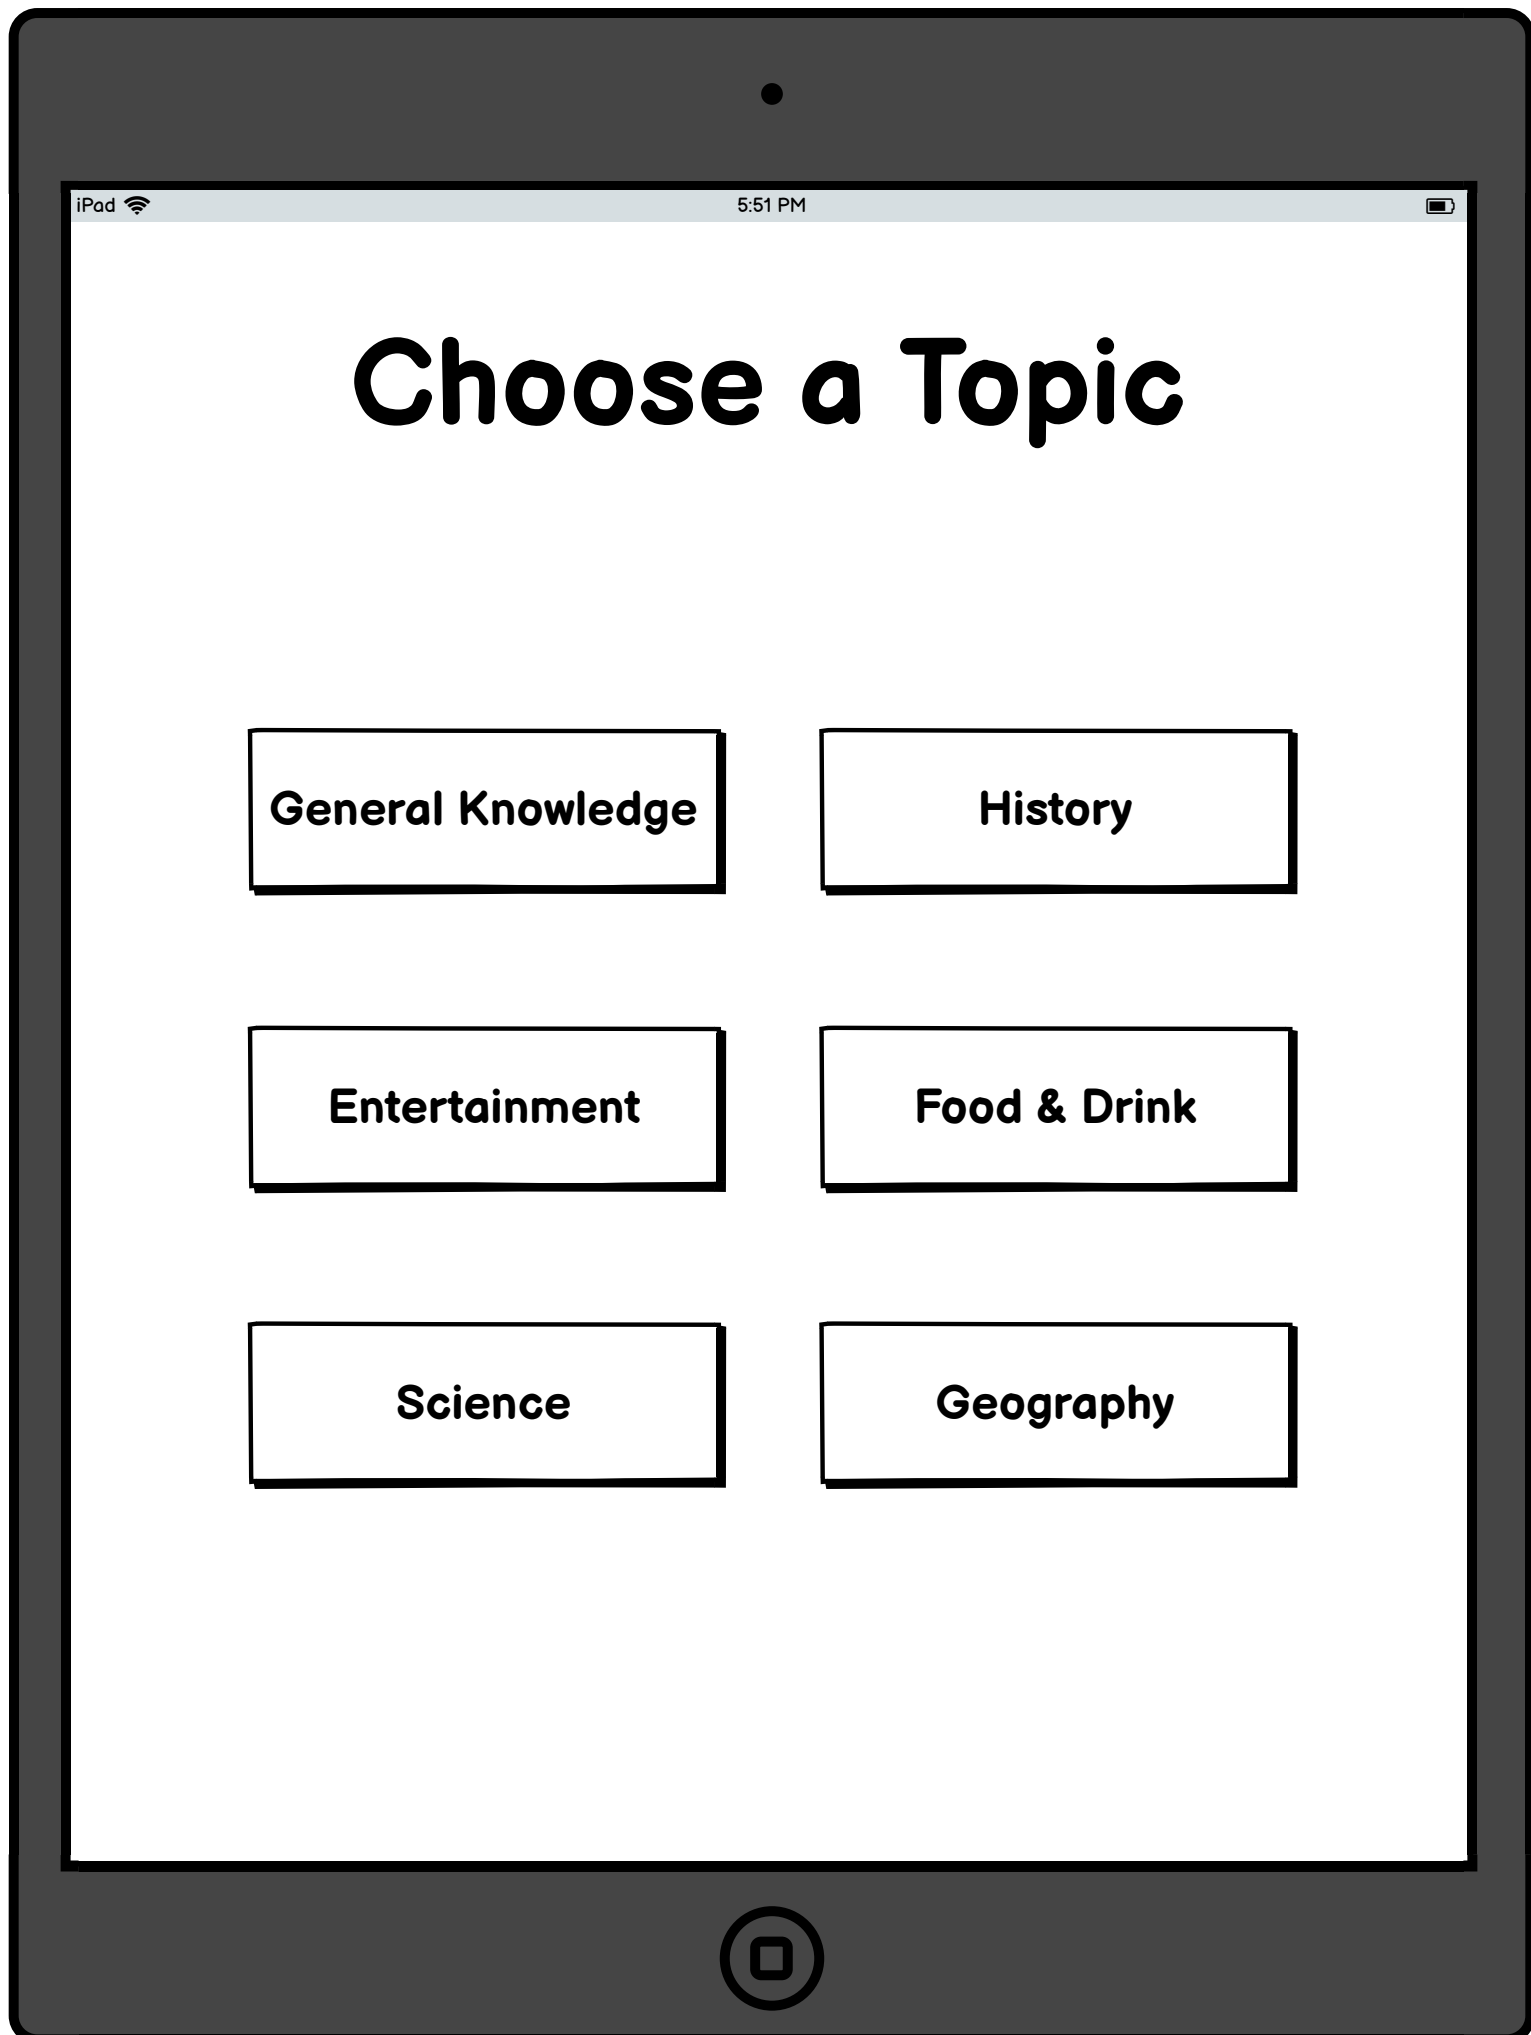 iPad
5:51 PM
Choose a Topic
General Knowledge
History
Entertainment
Food & Drink
Science
Geography